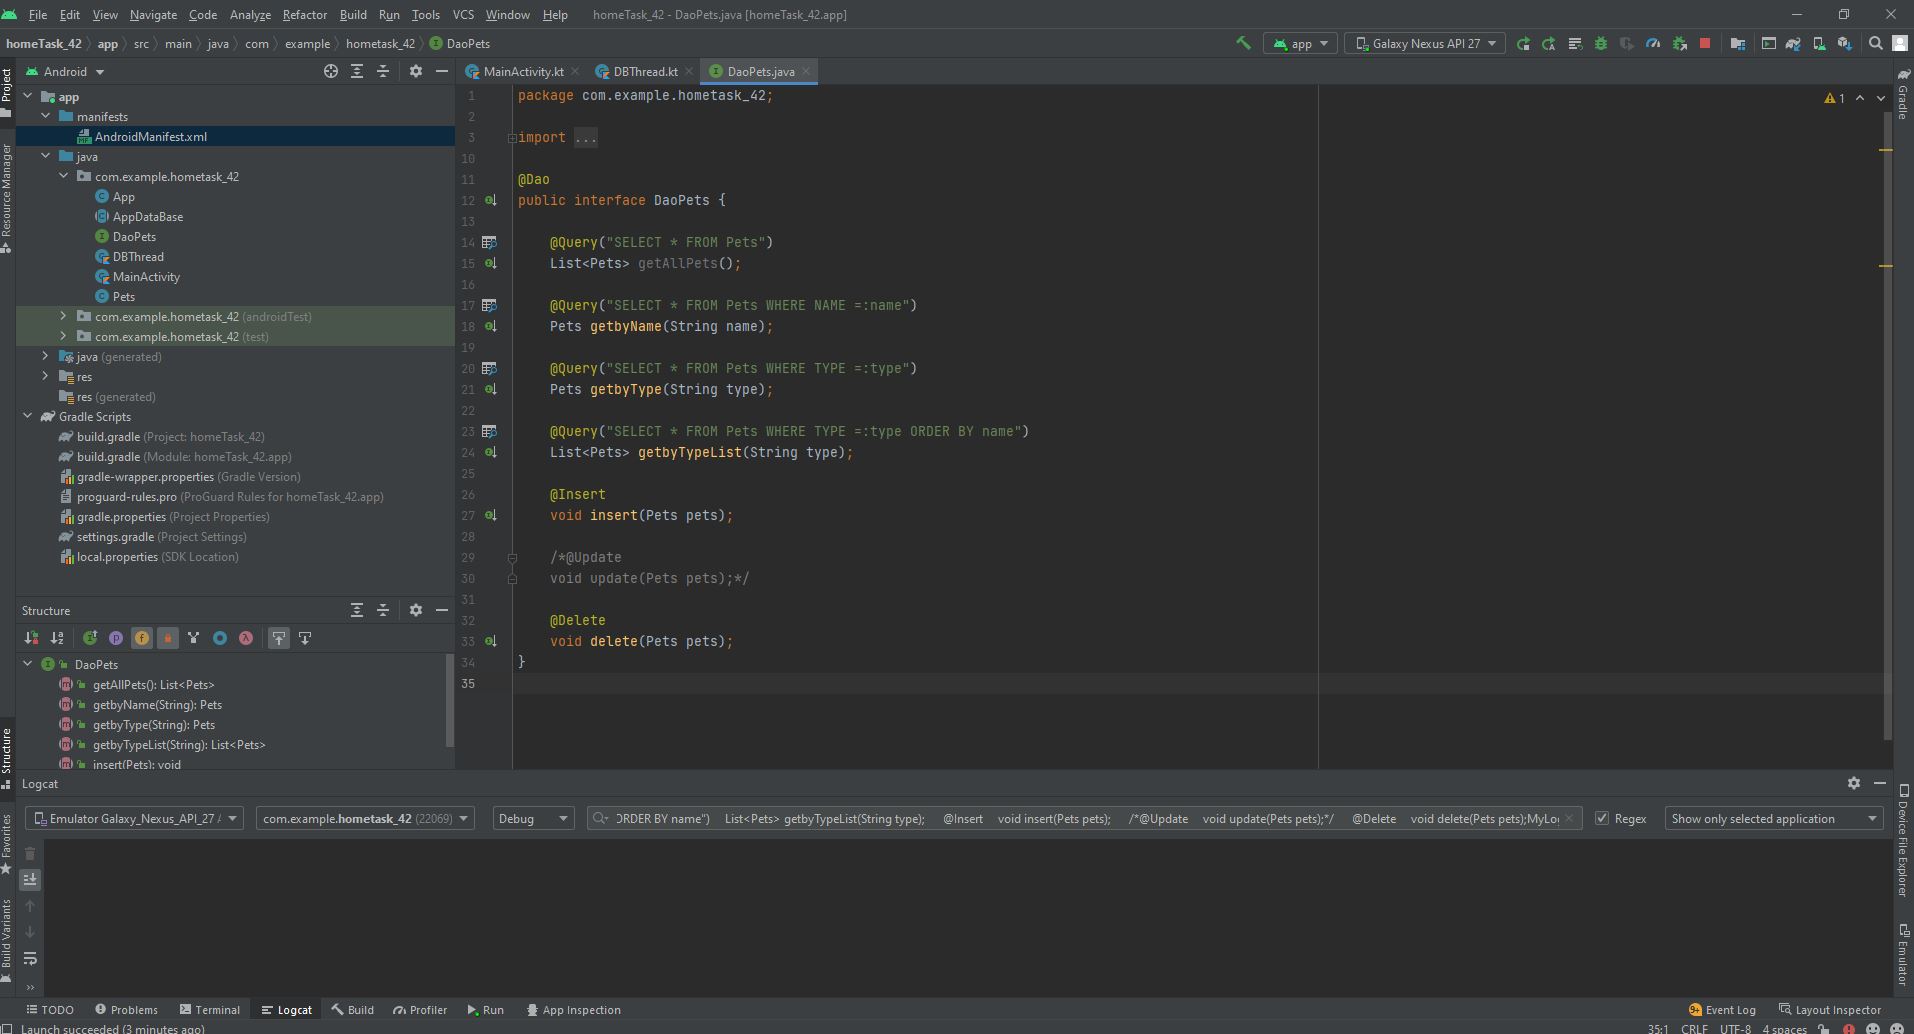 File Edit View Navigate Code Analyze Refactor Build Run Tools VCS Window Help homeTask_42 - DaoPets.java [homeTask_42.app]
homeTask_42 app src main java com example hometask_42 DaoPets app Galaxy Nexus API 27
Project
Android
MainActivity.kt DBThread.kt DaoPets.java
Gradle
Resource Manager
app
manifests
AndroidManifest.xml
java
com.example.hometask_42
App
AppDataBase
DaoPets
DBThread
MainActivity
Pets
com.example.hometask_42 (androidTest)
com.example.hometask_42 (test)
java (generated)
res
res (generated)
Gradle Scripts
build.gradle (Project: homeTask_42)
build.gradle (Module: homeTask_42.app)
gradle-wrapper.properties (Gradle Version)
proguard-rules.pro (ProGuard Rules for homeTask_42.app)
gradle.properties (Project Properties)
settings.gradle (Project Settings)
local.properties (SDK Location)
1 package com.example.hometask_42;
2
3 import ...
10
11 @Dao
12 public interface DaoPets {
13
14 @Query("SELECT * FROM Pets")
15 List<Pets> getAllPets();
16
17 @Query("SELECT * FROM Pets WHERE NAME =:name")
18 Pets getbyName(String name);
19
20 @Query("SELECT * FROM Pets WHERE TYPE =:type")
21 Pets getbyType(String type);
22
23 @Query("SELECT * FROM Pets WHERE TYPE =:type ORDER BY name")
24 List<Pets> getbyTypeList(String type);
25
26 @Insert
27 void insert(Pets pets);
28
29 /*@Update
30 void update(Pets pets);*/
31
32 @Delete
33 void delete(Pets pets);
34 }
35
1
Structure
DaoPets
getAllPets(): List<Pets>
getbyName(String): Pets
getbyType(String): Pets
getbyTypeList(String): List<Pets>
insert(Pets): void
Structure
Favorites
Build Variants
Logcat
Emulator Galaxy_Nexus_API_27 com.example.hometask_42 (22069) Debug ORDER BY name") List<Pets> getbyTypeList(String type); @Insert void insert(Pets pets); /*@Update void update(Pets pets);*/ @Delete void delete(Pets pets);MyLo Regex Show only selected application
Device File Explorer
Emulator
TODO Problems Terminal Logcat Build Profiler Run App Inspection Event Log Layout Inspector
Launch succeeded (3 minutes ago) 35:1 CRLF UTF-8 4 spaces